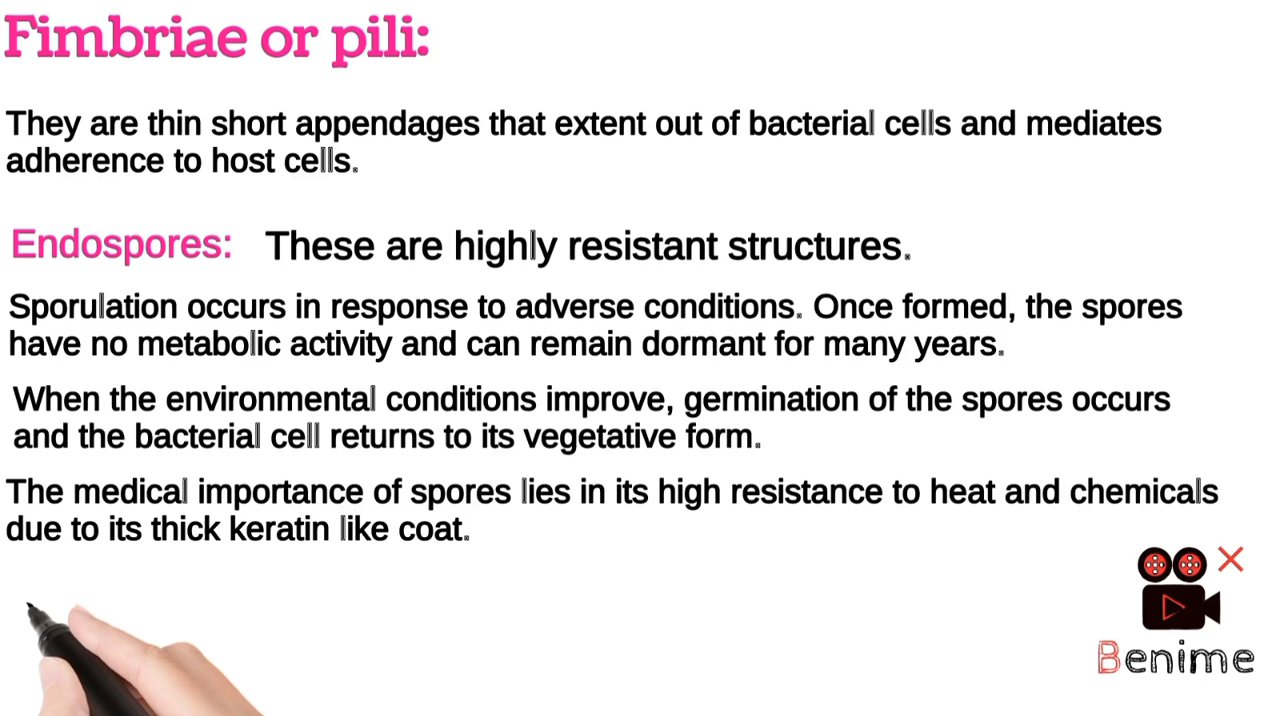 Fimbriae or pili:
They are thin short appendages that extent out of bacterial cells and mediates
adherence to host cells.
Endospores: These are highly resistant structures.
Sporulation occurs in response to adverse conditions. Once formed, the spores
have no metabolic activity and can remain dormant for many years.
When the environmental conditions improve, germination of the spores occurs
and the bacterial cell returns to its vegetative form.
The medical importance of spores lies in its high resistance to heat and chemicals
due to its thick keratin like coat.
Benime